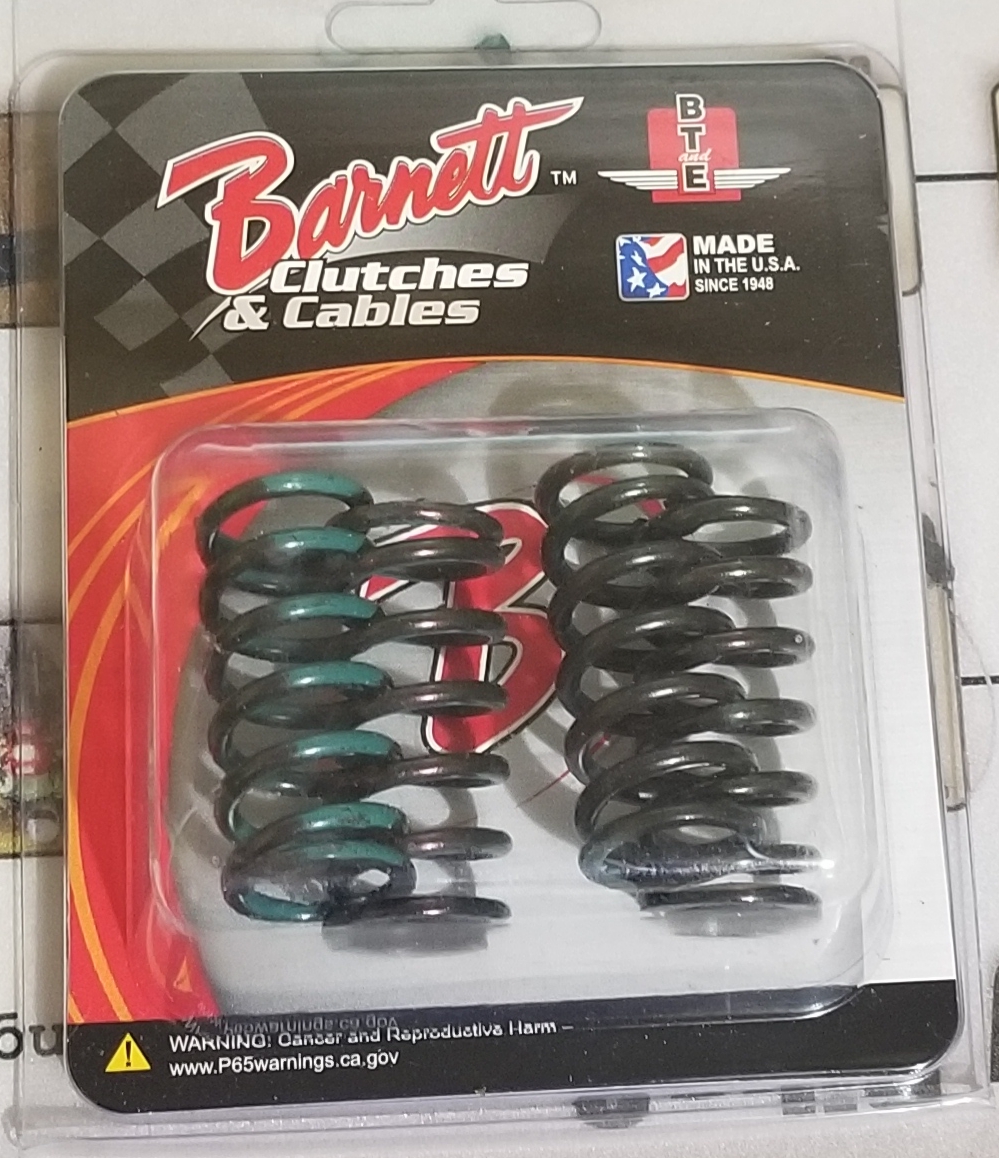 Barnett™
Clutches
& Cables
B
T
and
E
MADE
IN THE U.S.A.
SINCE 1948
B
WARNING: Cancer and Reproductive Harm –
www.P65warnings.ca.gov